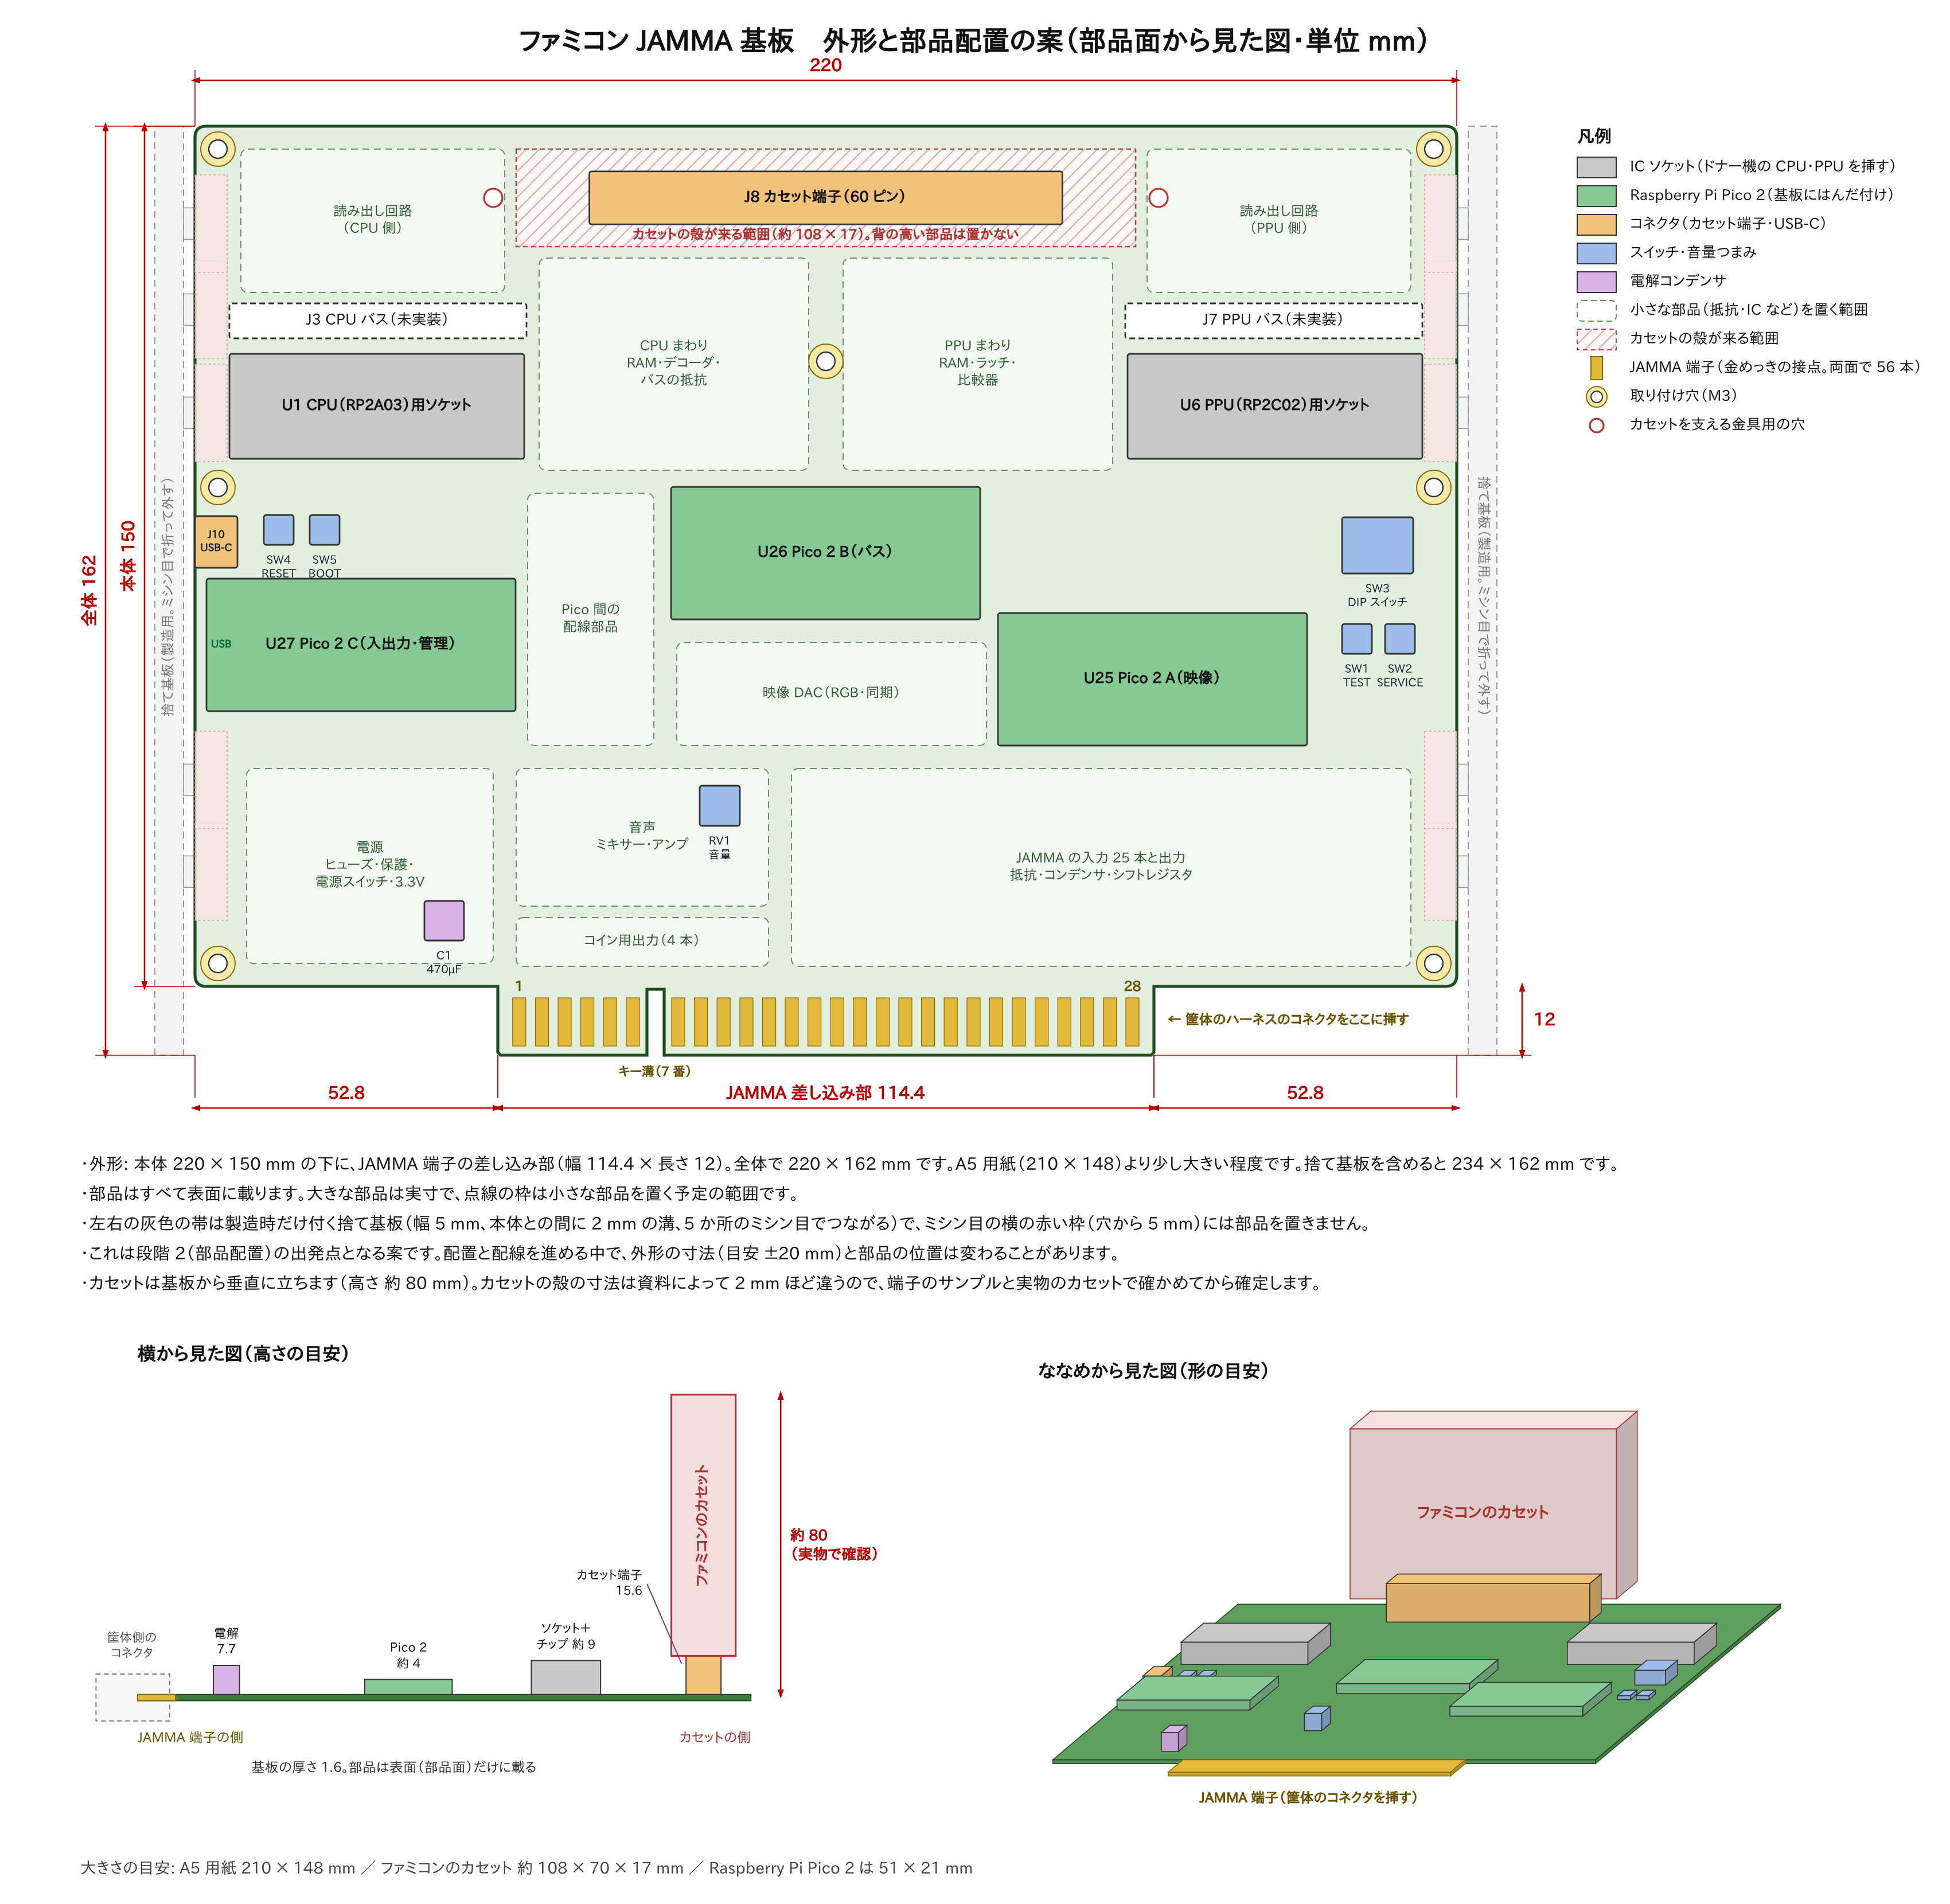 ファミコン JAMMA 基板　外形と部品配置の案（部品面から見た図・単位 mm）
220
全体 162
本体 150
捨て基板（製造用。ミシン目で折って外す）
読み出し回路
（CPU 側）
J8 カセット端子（60 ピン）
カセットの殻が来る範囲（約 108 × 17）。背の高い部品は置かない
読み出し回路
（PPU 側）
J3 CPU バス（未実装）
CPU まわり
RAM・デコーダ・
バスの抵抗
PPU まわり
RAM・ラッチ・
比較器
J7 PPU バス（未実装）
U1 CPU（RP2A03）用ソケット
U6 PPU（RP2C02）用ソケット
J10
USB-C
SW4
RESET
SW5
BOOT
U26 Pico 2 B（バス）
SW3
DIP スイッチ
Pico 間の
配線部品
USB
U27 Pico 2 C（入出力・管理）
U25 Pico 2 A（映像）
SW1
TEST
SW2
SERVICE
映像 DAC（RGB・同期）
捨て基板（製造用。ミシン目で折って外す）
電源
ヒューズ・保護・
電源スイッチ・3.3V
C1
470µF
音声
ミキサー・アンプ
RV1
音量
JAMMA の入力 25 本と出力
抵抗・コンデンサ・シフトレジスタ
コイン用出力（4 本）
1
28
← 筐体のハーネスのコネクタをここに挿す
12
キー溝（7 番）
52.8
JAMMA 差し込み部 114.4
52.8
凡例
IC ソケット（ドナー機の CPU・PPU を挿す）
Raspberry Pi Pico 2（基板にはんだ付け）
コネクタ（カセット端子・USB-C）
スイッチ・音量つまみ
電解コンデンサ
小さな部品（抵抗・IC など）を置く範囲
カセットの殻が来る範囲
JAMMA 端子（金めっきの接点。両面で 56 本）
取り付け穴（M3）
カセットを支える金具用の穴
・外形: 本体 220 × 150 mm の下に、JAMMA 端子の差し込み部（幅 114.4 × 長さ 12）。全体で 220 × 162 mm です。A5 用紙（210 × 148）より少し大きい程度です。捨て基板を含めると 234 × 162 mm です。
・部品はすべて表面に載ります。大きな部品は実寸で、点線の枠は小さな部品を置く予定の範囲です。
・左右の灰色の帯は製造時だけ付く捨て基板（幅 5 mm、本体との間に 2 mm の溝、5 か所のミシン目でつながる）で、ミシン目の横の赤い枠（穴から 5 mm）には部品を置きません。
・これは段階 2（部品配置）の出発点となる案です。配置と配線を進める中で、外形の寸法（目安 ±20 mm）と部品の位置は変わることがあります。
・カセットは基板から垂直に立ちます（高さ 約 80 mm）。カセットの殻の寸法は資料によって 2 mm ほど違うので、端子のサンプルと実物のカセットで確かめてから確定します。
横から見た図（高さの目安）
ファミコンのカセット
約 80
（実物で確認）
カセット端子
15.6
ソケット＋
チップ 約 9
Pico 2
約 4
電解
7.7
筐体側の
コネクタ
JAMMA 端子の側
カセットの側
基板の厚さ 1.6。部品は表面（部品面）だけに載る
ななめから見た図（形の目安）
ファミコンのカセット
JAMMA 端子（筐体のコネクタを挿す）
大きさの目安: A5 用紙 210 × 148 mm ／ ファミコンのカセット 約 108 × 70 × 17 mm ／ Raspberry Pi Pico 2 は 51 × 21 mm